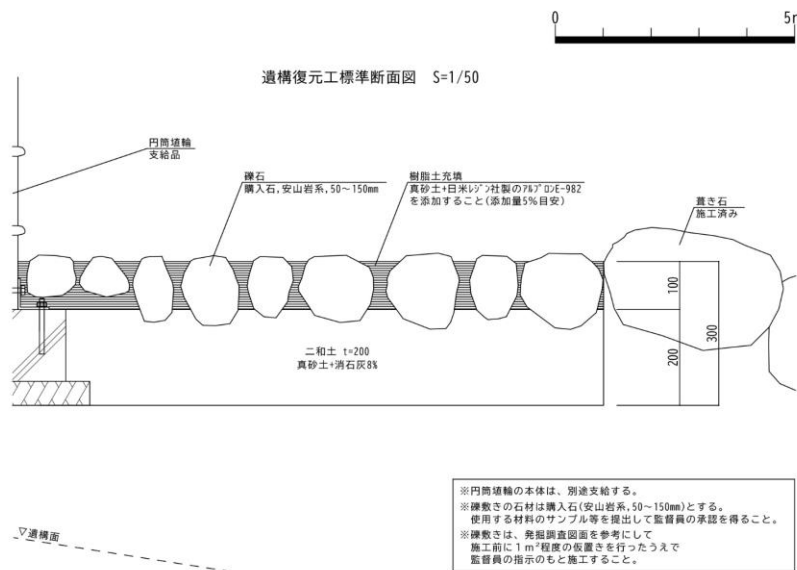 0 5m
遺構復元工標準断面図 S=1/50
円筒埴輪
支給品
礫石
購入石,安山岩系,50～150mm
樹脂土充填
真砂土+日米レジン社製のアルプロンE-982
を添加すること(添加量5%目安)
葺き石
施工済み
100
200
300
二和土 t=200
真砂土+消石灰8%
▽遺構面
※円筒埴輪の本体は、別途支給する。
※礫敷きの石材は購入石(安山岩系,50～150mm)とする。
使用する材料のサンプル等を提出して監督員の承認を得ること。
※礫敷きは、発掘調査図面を参考にして
施工前に1㎡程度の仮置きを行ったうえで
監督員の指示のもと施工すること。